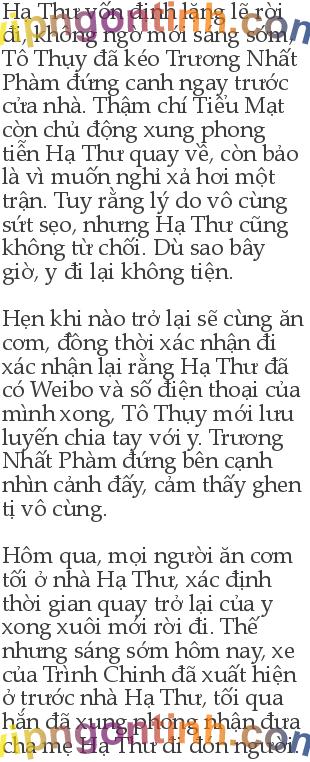 Hạ Thư vốn định lặng lẽ rời
đi, không ngờ mới sáng sớm,
Tô Thụy đã kéo Trương Nhất
Phàm đứng canh ngay trước
cửa nhà. Thậm chí Tiểu Mạt
còn chủ động xung phong
tiễn Hạ Thư quay về, còn bảo
là vì muốn nghỉ xả hơi một
trận. Tuy rằng lý do vô cùng
sứt sẹo, nhưng Hạ Thư cũng
không từ chối. Dù sao bây
giờ, y đi lại không tiện.
Hẹn khi nào trở lại sẽ cùng ăn
cơm, đồng thời xác nhận đi
xác nhận lại rằng Hạ Thư đã
có Weibo và số điện thoại của
mình xong, Tô Thụy mới lưu
luyến chia tay với y. Trương
Nhất Phàm đứng bên cạnh
nhìn cảnh đấy, cảm thấy ghen
tị vô cùng.
Hôm qua, mọi người ăn cơm
tối ở nhà Hạ Thư, xác định
thời gian quay trở lại của y
xong xuôi mới rời đi. Thế
nhưng sáng sớm hôm nay, xe
của Trình Chinh đã xuất hiện
ở trước nhà Hạ Thư, tối qua
hắn đã xung phong nhận đưa
cha mẹ Hạ Thư đi đón người
vipngontinh.com
vipngontinh.com